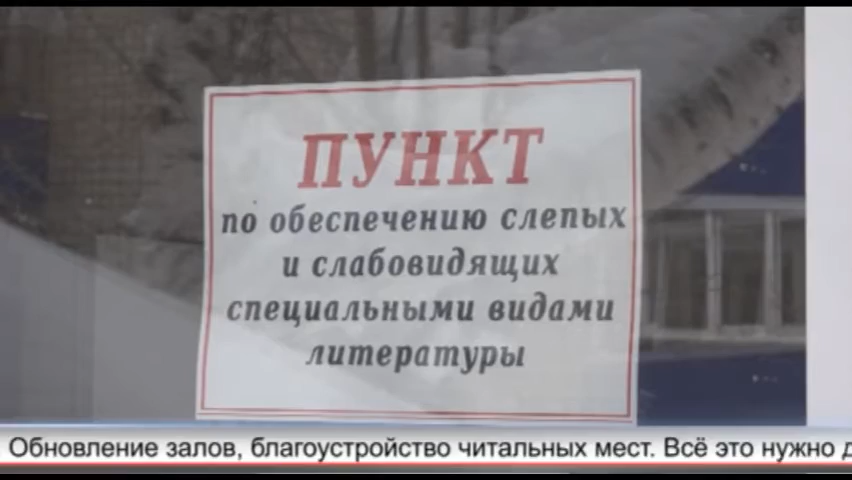 ПУНКТ
по обеспечению слепых
и слабовидящих
специальными видами
литературы
Обновление залов, благоустройство читальных мест. Всё это нужно д